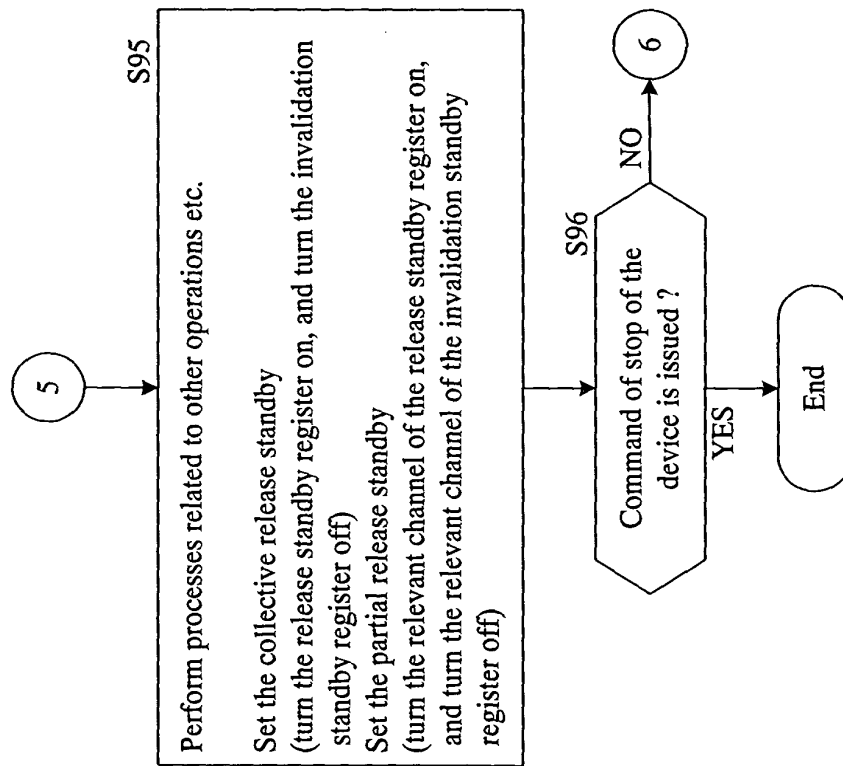 5
S95
Perform processes related to other operations etc.
Set the collective release standby
(turn the release standby register on, and turn the invalidation
standby register off)
Set the partial release standby
(turn the relevant channel of the release standby register on,
and turn the relevant channel of the invalidation standby
register off)
S96
Command of stop of the
device is issued ?
NO
6
YES
End